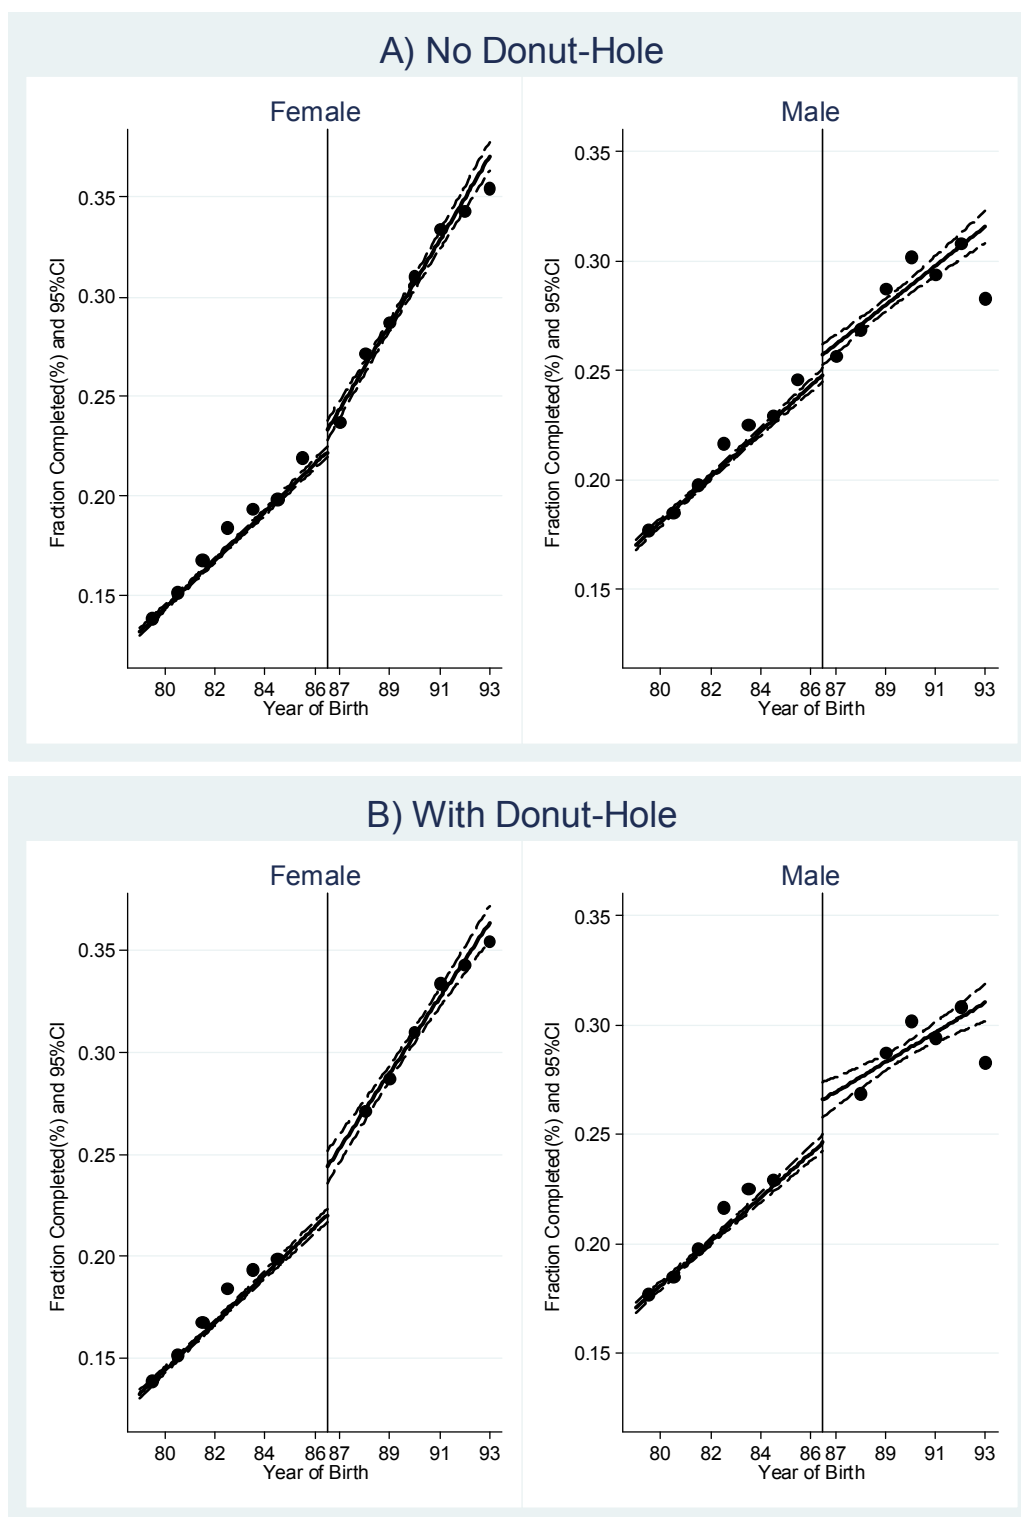 A) No Donut-Hole
Female
Male
Fraction Completed(%) and 95%CI
0.35
0.30
0.25
0.20
0.15
80 82 84 86 87 89 91 93
Year of Birth
Fraction Completed(%) and 95%CI
0.35
0.30
0.25
0.20
0.15
80 82 84 86 87 89 91 93
Year of Birth
B) With Donut-Hole
Female
Male
Fraction Completed(%) and 95%CI
0.35
0.30
0.25
0.20
0.15
80 82 84 86 87 89 91 93
Year of Birth
Fraction Completed(%) and 95%CI
0.35
0.30
0.25
0.20
0.15
80 82 84 86 87 89 91 93
Year of Birth